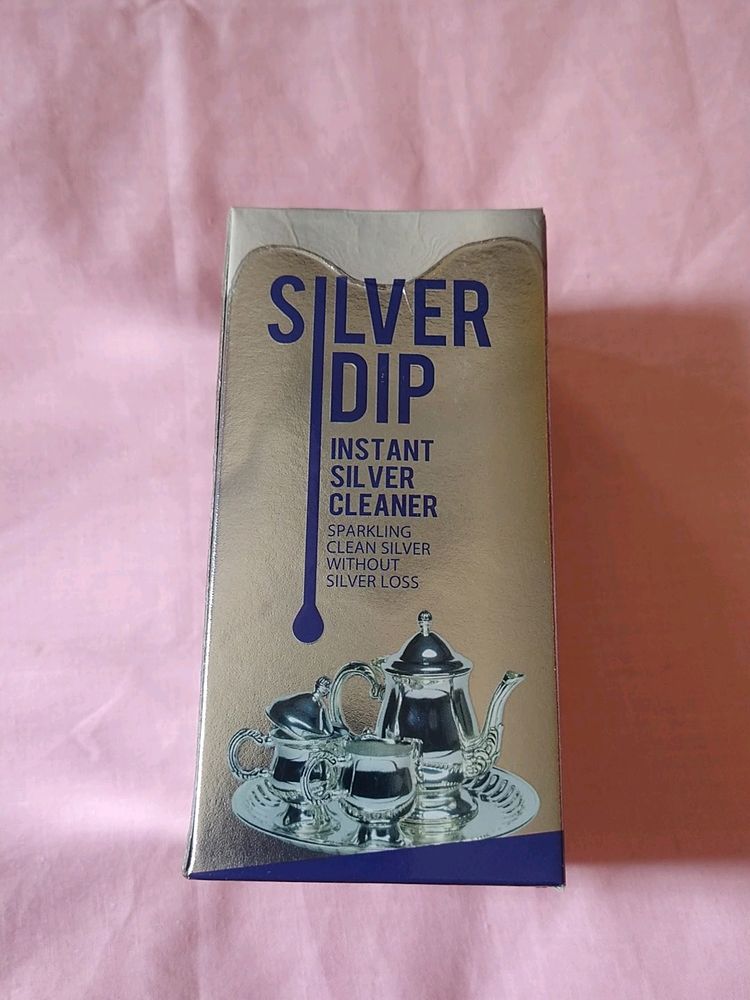 SILVER
DIP
INSTANT
SILVER
CLEANER
SPARKLING
CLEAN SILVER
WITHOUT
SILVER LOSS